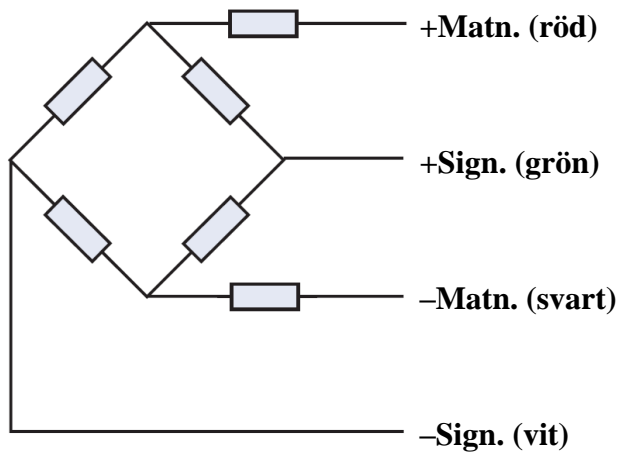 +Matn. (röd)
+Sign. (grön)
–Matn. (svart)
–Sign. (vit)